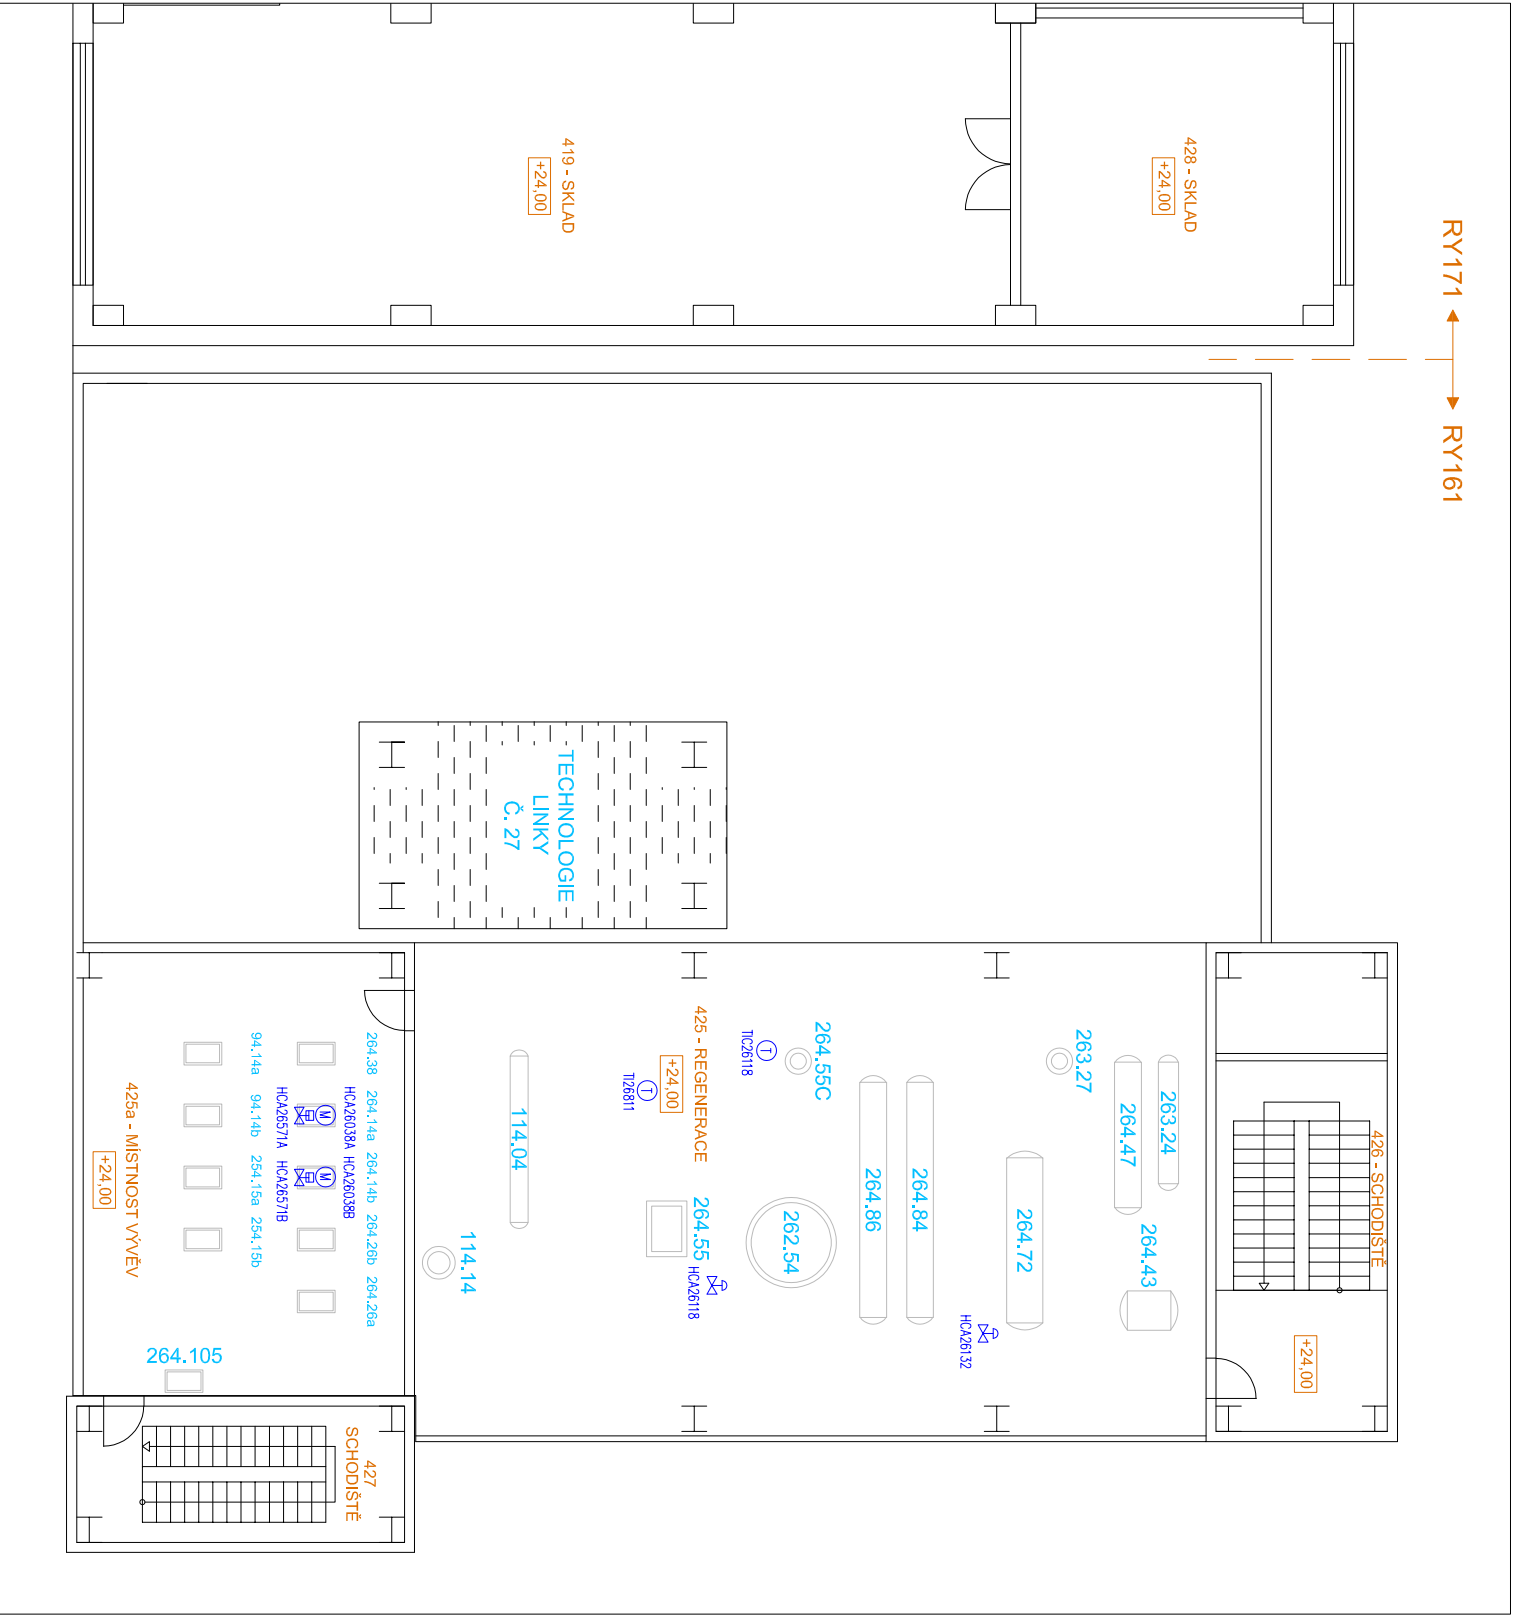 RY171
RY161
428 - SKLAD
+24,00
419 - SKLAD
+24,00
TECHNOLOGIE
LINKY
Č. 27
426 - SCHODIŠTĚ
+24,00
263.24
263.27
264.47
264.43
264.72
HCA26132
264.84
264.86
264.55C
262.54
TIC26118
425 - REGENERACE
+24,00
264.55
HCA26118
T
T
TI26811
114.04
114.14
264.38
264.14a
264.14b
264.26b
264.26a
HCA26038A
HCA26038B
M
M
HCA26571A
HCA26571B
94.14a
94.14b
254.15a
254.15b
425a - MÍSTNOST VÝVĚV
+24,00
264.105
427
SCHODIŠTĚ